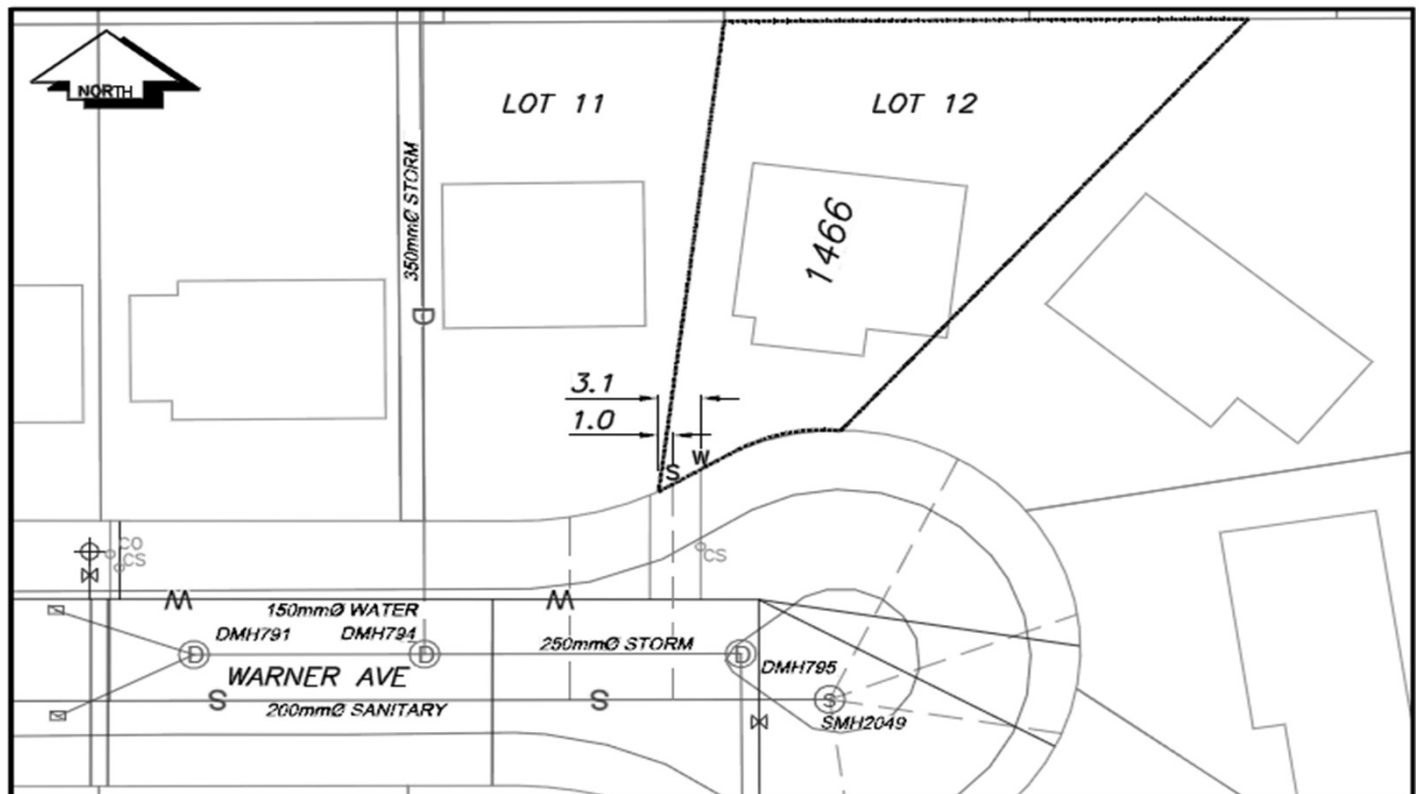 NORTH
LOT 11
LOT 12
350mmØ STORM
1466
D
3.1
1.0
S
W
CO
CS
CS
W
W
150mmØ WATER
DMH791
DMH794
250mmØ STORM
D
D
D
WARNER AVE
DMH795
S
S
S
200mmØ SANITARY
SMH2049